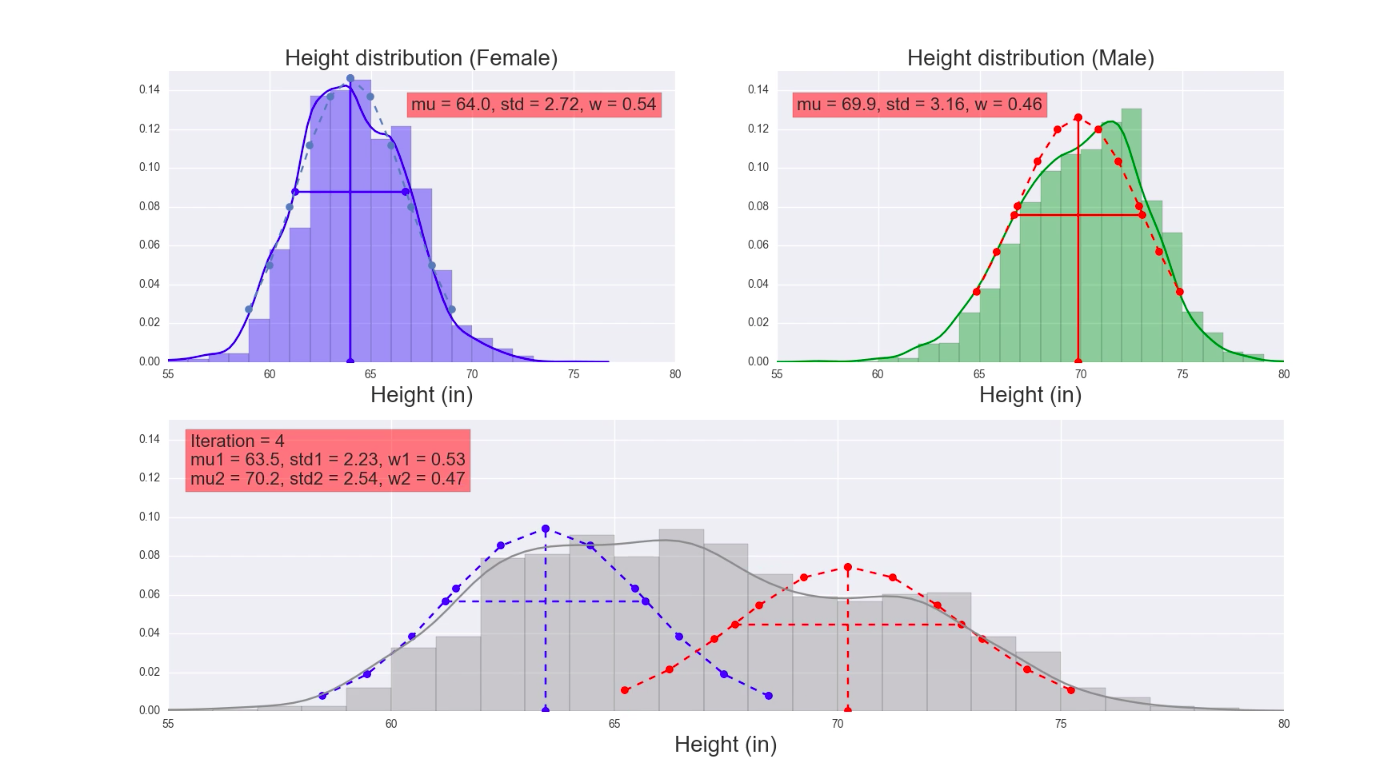 Height distribution (Female)
mu = 64.0, std = 2.72, w = 0.54
0.14
0.12
0.10
0.08
0.06
0.04
0.02
0.00
55 60 65 70 75 80
Height (in)
Height distribution (Male)
mu = 69.9, std = 3.16, w = 0.46
0.14
0.12
0.10
0.08
0.06
0.04
0.02
0.00
55 60 65 70 75 80
Height (in)
Iteration = 4
mu1 = 63.5, std1 = 2.23, w1 = 0.53
mu2 = 70.2, std2 = 2.54, w2 = 0.47
0.14
0.12
0.10
0.08
0.06
0.04
0.02
0.00
55 60 65 70 75 80
Height (in)